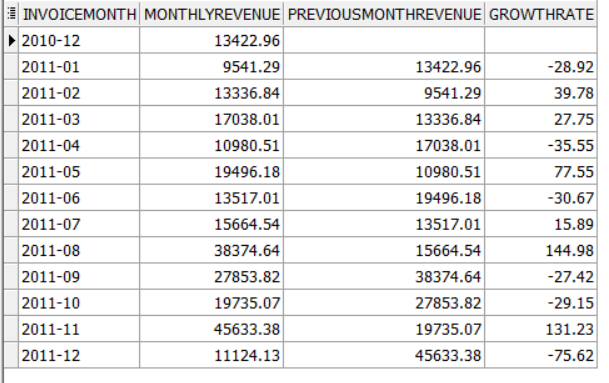 INVOICEMONTH MONTHLYREVENUE PREVIOUSMONTHREVENUE GROWTHRATE
2010-12 13422.96
2011-01 9541.29 13422.96 -28.92
2011-02 13336.84 9541.29 39.78
2011-03 17038.01 13336.84 27.75
2011-04 10980.51 17038.01 -35.55
2011-05 19496.18 10980.51 77.55
2011-06 13517.01 19496.18 -30.67
2011-07 15664.54 13517.01 15.89
2011-08 38374.64 15664.54 144.98
2011-09 27853.82 38374.64 -27.42
2011-10 19735.07 27853.82 -29.15
2011-11 45633.38 19735.07 131.23
2011-12 11124.13 45633.38 -75.62